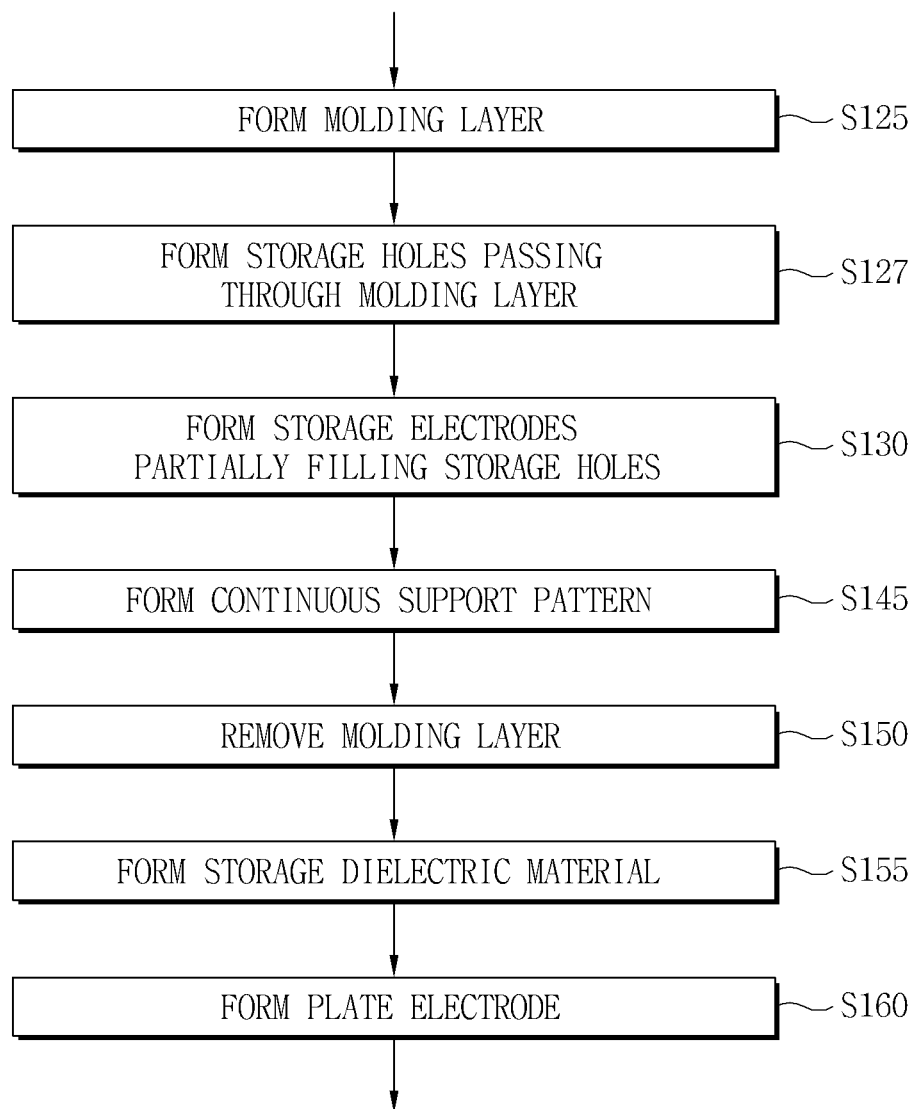 FORM MOLDING LAYER
S125
FORM STORAGE HOLES PASSING
THROUGH MOLDING LAYER
S127
FORM STORAGE ELECTRODES
PARTIALLY FILLING STORAGE HOLES
S130
FORM CONTINUOUS SUPPORT PATTERN
S145
REMOVE MOLDING LAYER
S150
FORM STORAGE DIELECTRIC MATERIAL
S155
FORM PLATE ELECTRODE
S160